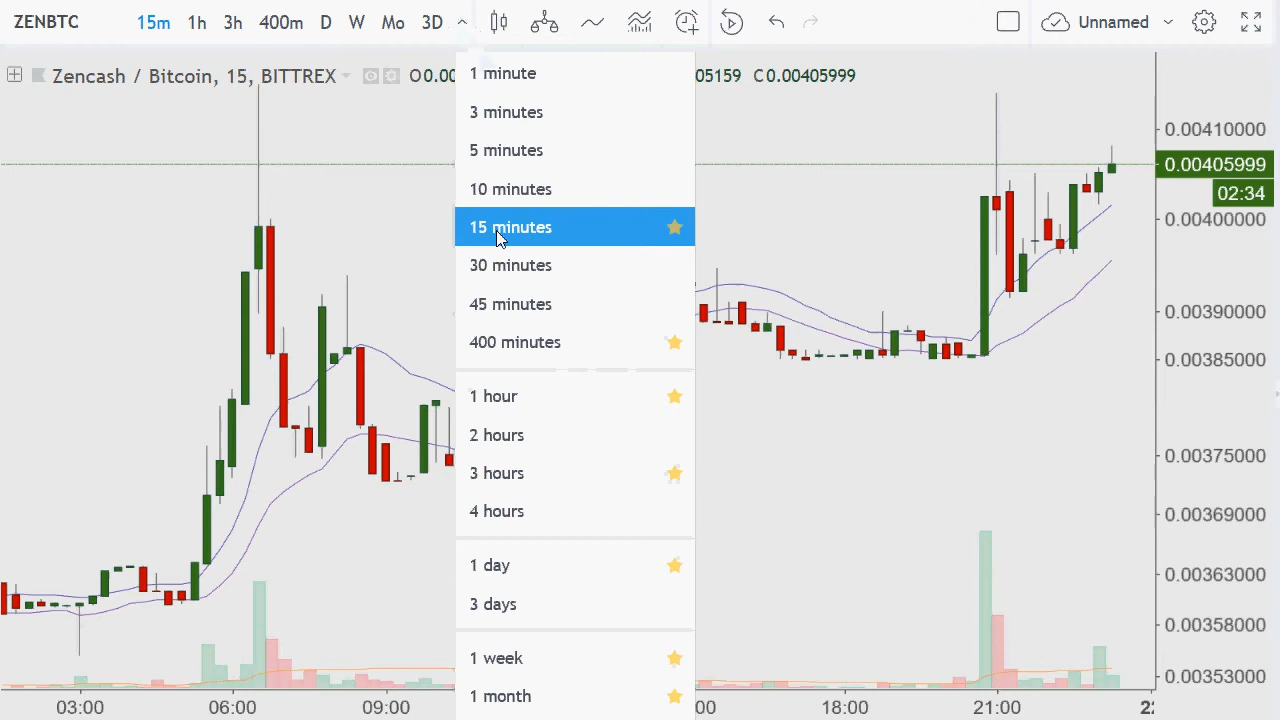 ZENBTC 15m 1h 3h 400m D W Mo 3D Unnamed
Zencash / Bitcoin, 15, BITTREX O0.00 05159 C0.00405999
1 minute
3 minutes
5 minutes
10 minutes
15 minutes
30 minutes
45 minutes
400 minutes
1 hour
2 hours
3 hours
4 hours
1 day
3 days
1 week
1 month
0.00410000
0.00405999
02:34
0.00400000
0.00390000
0.00385000
0.00375000
0.00369000
0.00363000
0.00358000
0.00353000
03:00 06:00 09:00 00 18:00 21:00 22